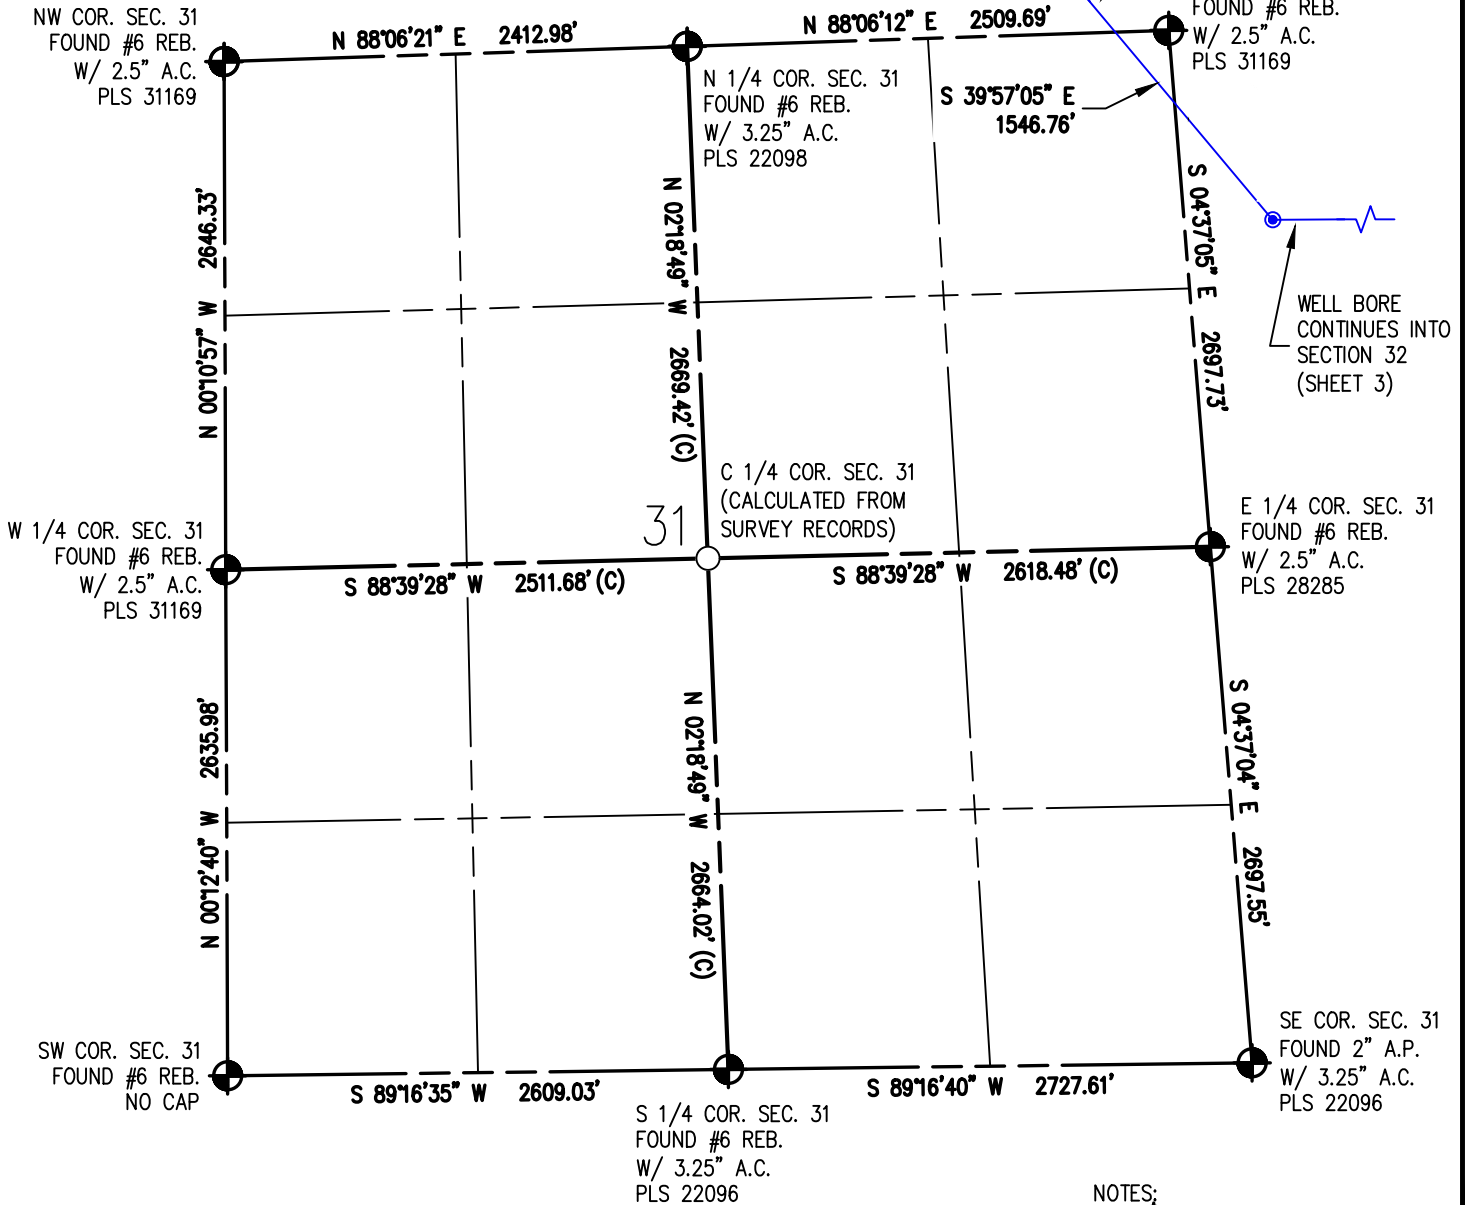 NW COR. SEC. 31
FOUND #6 REB.
W/ 2.5" A.C.
PLS 31169
N 88°06'21" E 2412.98'
N 88°06'12" E 2509.69'
FOUND #6 REB.
W/ 2.5" A.C.
PLS 31169
N 1/4 COR. SEC. 31
FOUND #6 REB.
W/ 3.25" A.C.
PLS 22098
S 39°57'05" E
1546.76'
N 00°10'57" W 2646.33'
N 02°18'49" W 2669.42' (C)
S 04°37'05" E 2697.73'
WELL BORE
CONTINUES INTO
SECTION 32
(SHEET 3)
C 1/4 COR. SEC. 31
(CALCULATED FROM
SURVEY RECORDS)
31
W 1/4 COR. SEC. 31
FOUND #6 REB.
W/ 2.5" A.C.
PLS 31169
E 1/4 COR. SEC. 31
FOUND #6 REB.
W/ 2.5" A.C.
PLS 28285
S 88°39'28" W 2511.68' (C)
S 88°39'28" W 2618.48' (C)
N 00°12'40" W 2635.98'
N 02°18'49" W 2664.02' (C)
S 04°37'04" E 2697.55'
SW COR. SEC. 31
FOUND #6 REB.
NO CAP
S 89°16'35" W 2609.03'
S 89°16'40" W 2727.61'
SE COR. SEC. 31
FOUND 2" A.P.
W/ 3.25" A.C.
PLS 22096
S 1/4 COR. SEC. 31
FOUND #6 REB.
W/ 3.25" A.C.
PLS 22096
NOTES: